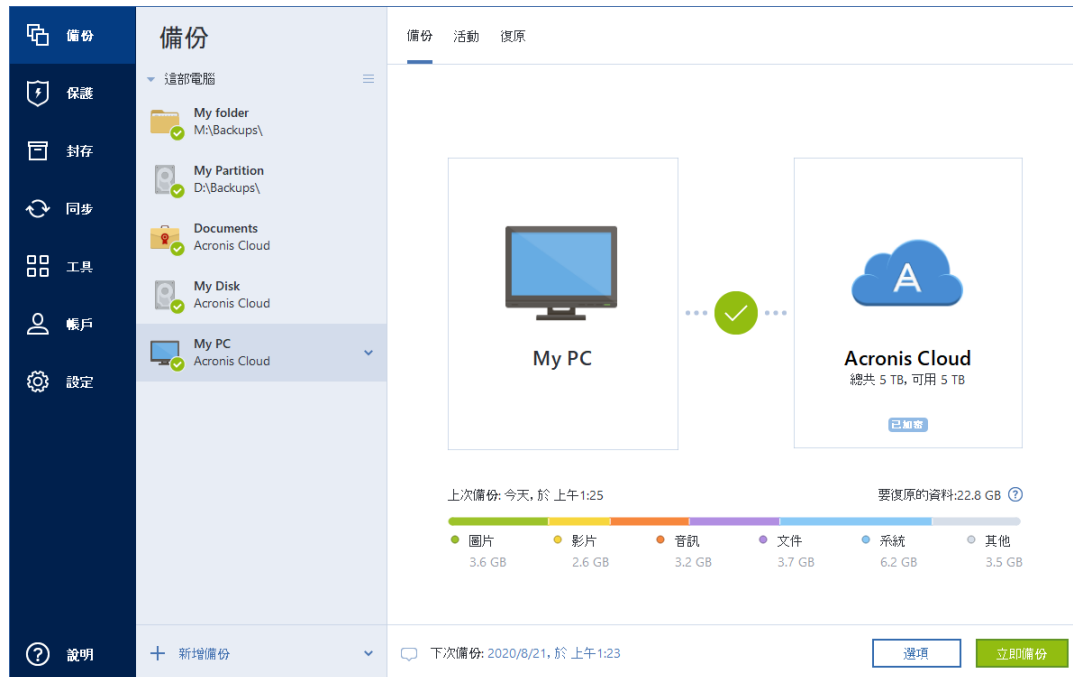 備份
保護
封存
同步
工具
帳戶
設定
說明
備份
這部電腦
My folder
M:\Backups\
My Partition
D:\Backups\
Documents
Acronis Cloud
My Disk
Acronis Cloud
My PC
Acronis Cloud
新增備份
備份 活動 復原
My PC
Acronis Cloud
總共 5 TB, 可用 5 TB
已加密
上次備份: 今天, 於 上午1:25
要復原的資料:22.8 GB
圖片 影片 音訊 文件 系統 其他
3.6 GB 2.6 GB 3.2 GB 3.7 GB 6.2 GB 3.5 GB
下次備份: 2020/8/21, 於 上午1:23
選項
立即備份